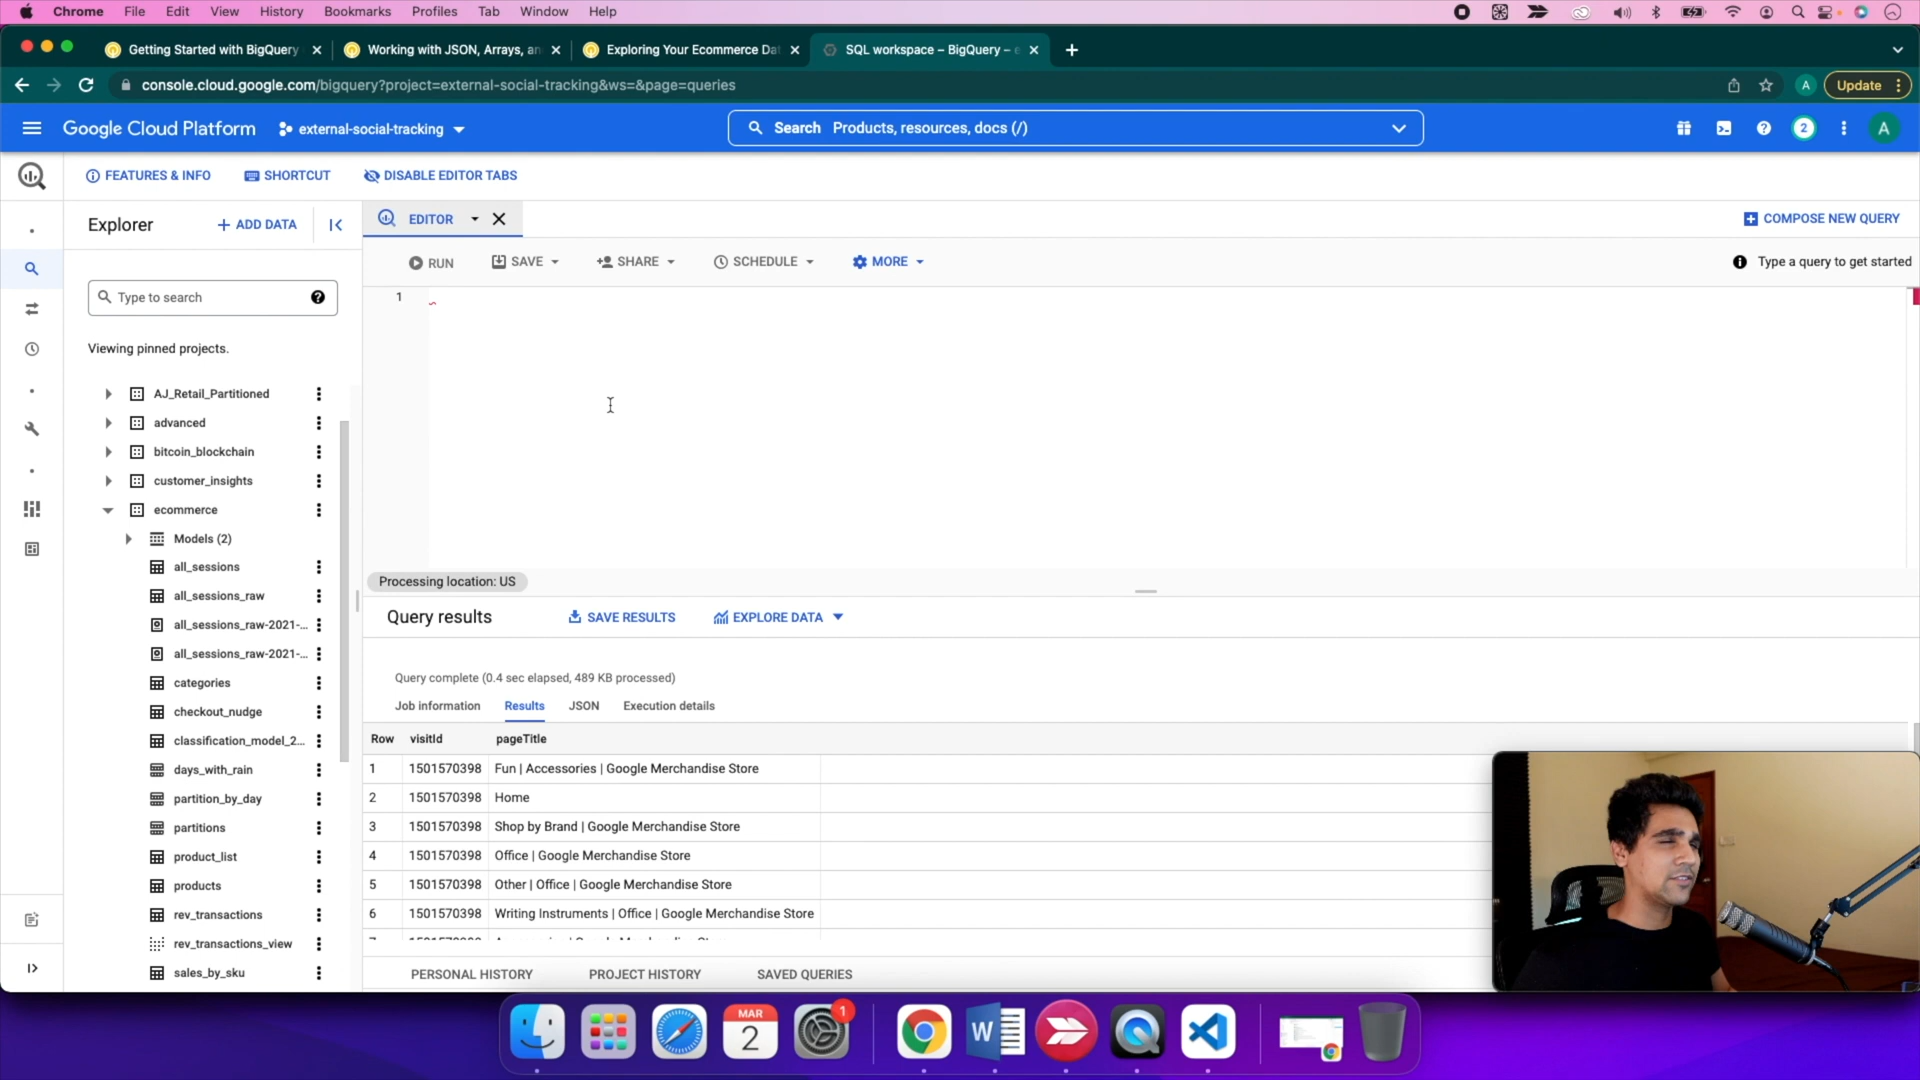 Chrome File Edit View History Bookmarks Profiles Tab Window Help
Getting Started with BigQuery
Working with JSON, Arrays, an
Exploring Your Ecommerce Dat
SQL workspace – BigQuery – e
console.cloud.google.com/bigquery?project=external-social-tracking&ws=&page=queries
A
Update
Google Cloud Platform
external-social-tracking
Search Products, resources, docs (/)
2
A
FEATURES & INFO
SHORTCUT
DISABLE EDITOR TABS
Explorer
+ ADD DATA
EDITOR
COMPOSE NEW QUERY
RUN
SAVE
SHARE
SCHEDULE
MORE
Type a query to get started
Type to search
1
Viewing pinned projects.
AJ_Retail_Partitioned
advanced
bitcoin_blockchain
customer_insights
ecommerce
Models (2)
all_sessions
all_sessions_raw
all_sessions_raw-2021-...
all_sessions_raw-2021-...
categories
checkout_nudge
classification_model_2...
days_with_rain
partition_by_day
partitions
product_list
products
rev_transactions
rev_transactions_view
sales_by_sku
Processing location: US
Query results
SAVE RESULTS
EXPLORE DATA
Query complete (0.4 sec elapsed, 489 KB processed)
Job information Results JSON Execution details
Row visitId pageTitle
1 1501570398 Fun | Accessories | Google Merchandise Store
2 1501570398 Home
3 1501570398 Shop by Brand | Google Merchandise Store
4 1501570398 Office | Google Merchandise Store
5 1501570398 Other | Office | Google Merchandise Store
6 1501570398 Writing Instruments | Office | Google Merchandise Store
PERSONAL HISTORY PROJECT HISTORY SAVED QUERIES
MAR
2
1
W